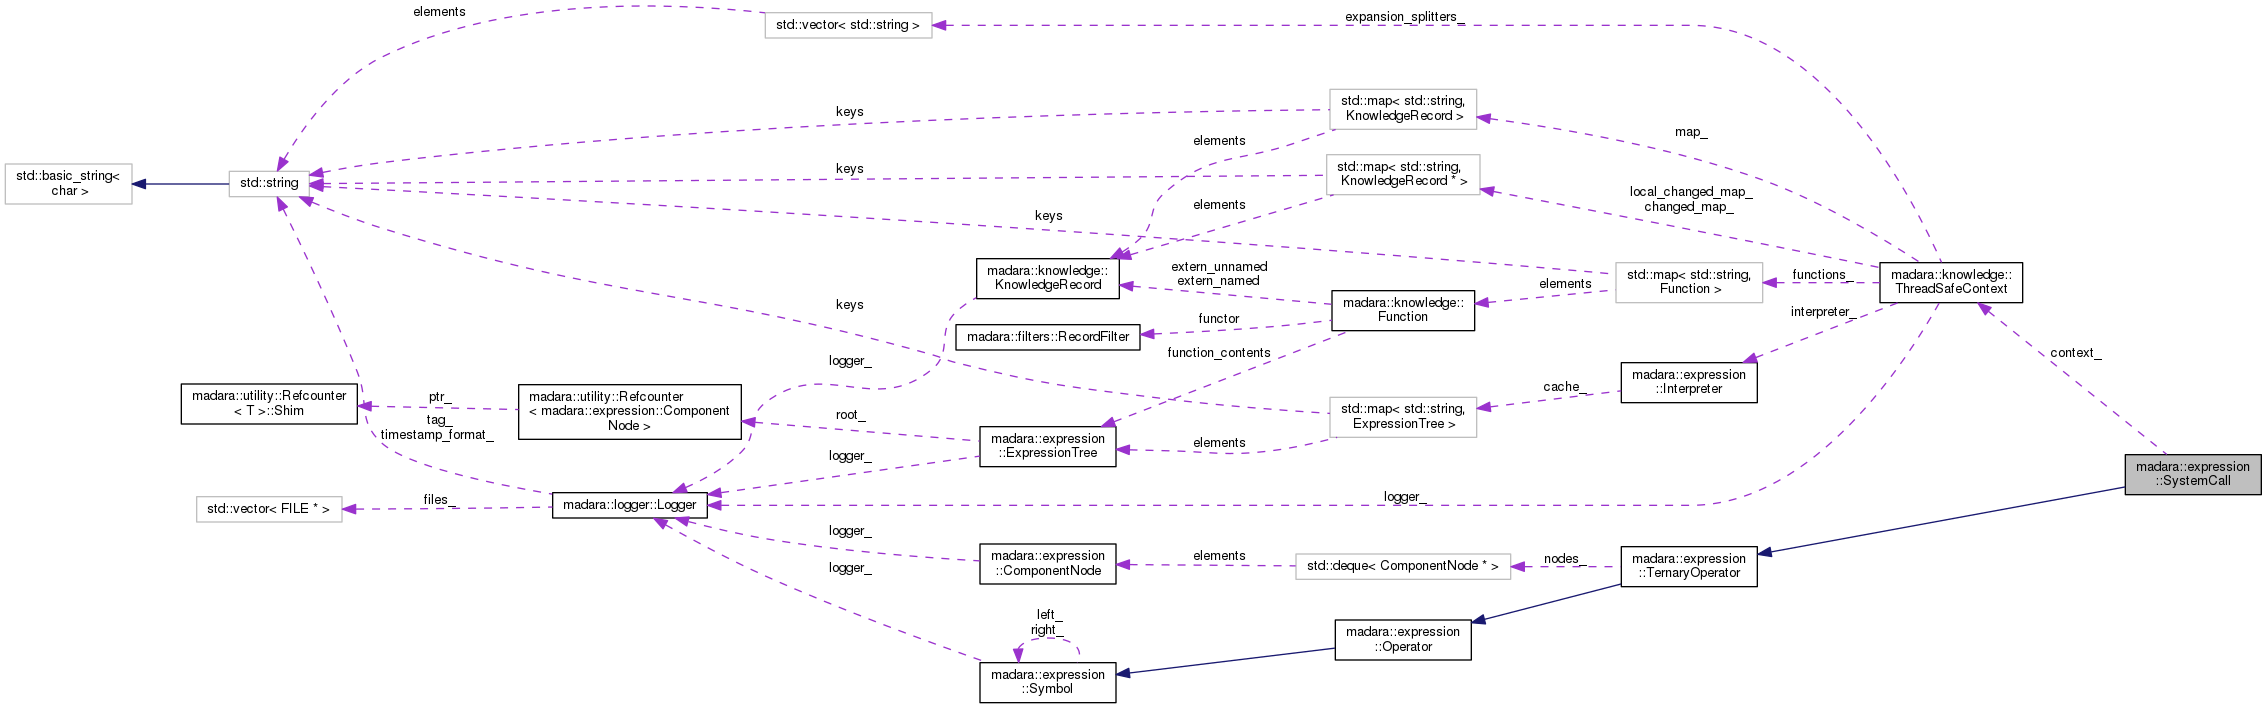 elements
std::vector< std::string >
expansion_splitters_
std::map< std::string,
KnowledgeRecord >
keys
map_
elements
std::basic_string<
char >
std::string
keys
std::map< std::string,
KnowledgeRecord * >
local_changed_map_
changed_map_
elements
keys
madara::knowledge::
KnowledgeRecord
extern_unnamed
extern_named
elements
std::map< std::string,
Function >
functions_
madara::knowledge::
ThreadSafeContext
keys
madara::filters::RecordFilter
functor
madara::knowledge::
Function
interpreter_
logger_
function_contents
context_
madara::utility::Refcounter
< T >::Shim
ptr_
madara::utility::Refcounter
< madara::expression::Component
Node >
root_
cache_
madara::expression
::Interpreter
tag_
timestamp_format_
std::map< std::string,
ExpressionTree >
madara::expression
::ExpressionTree
elements
logger_
madara::expression
::SystemCall
std::vector< FILE * >
files_
madara::logger::Logger
logger_
logger_
madara::expression
::ComponentNode
elements
std::deque< ComponentNode * >
nodes_
madara::expression
::TernaryOperator
logger_
left_
right_
madara::expression
::Operator
madara::expression
::Symbol